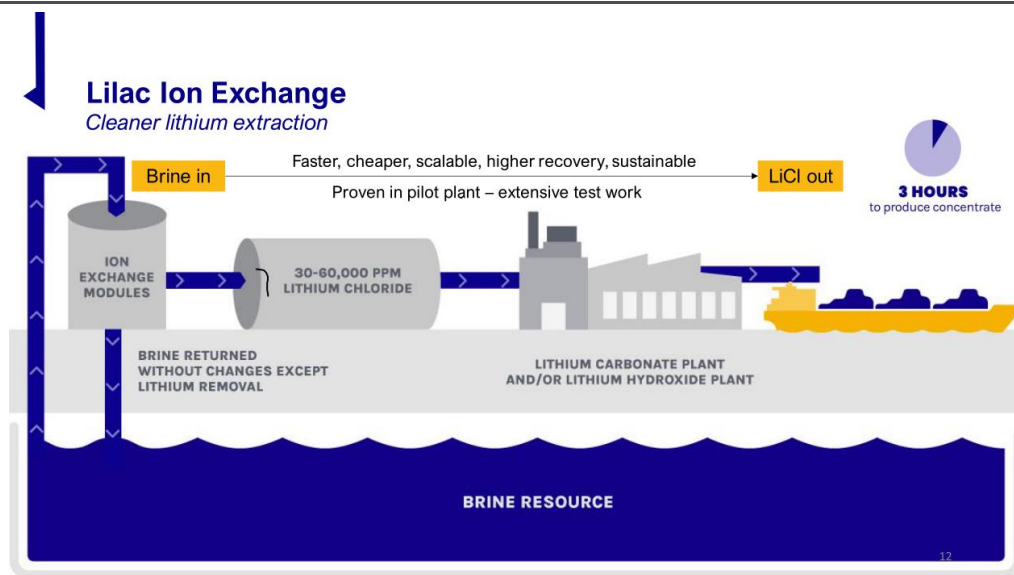 Lilac Ion Exchange
Cleaner lithium extraction
Brine in
Faster, cheaper, scalable, higher recovery, sustainable
Proven in pilot plant – extensive test work
LiCl out
3 HOURS
to produce concentrate
ION
EXCHANGE
MODULES
30-60,000 PPM
LITHIUM CHLORIDE
BRINE RETURNED
WITHOUT CHANGES EXCEPT
LITHIUM REMOVAL
LITHIUM CARBONATE PLANT
AND/OR LITHIUM HYDROXIDE PLANT
BRINE RESOURCE
12